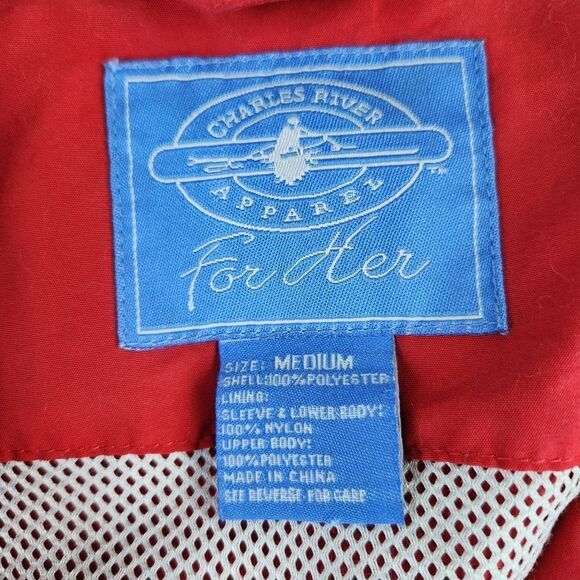 CHARLES RIVER
APPAREL
TM
For Her
SIZE: MEDIUM
SHELL:100%POLYESTER
LINING:
SLEEVE & LOWER BODY:
100% NYLON
UPPER BODY:
100%POLYESTER
MADE IN CHINA
SEE REVERSE FOR CARE